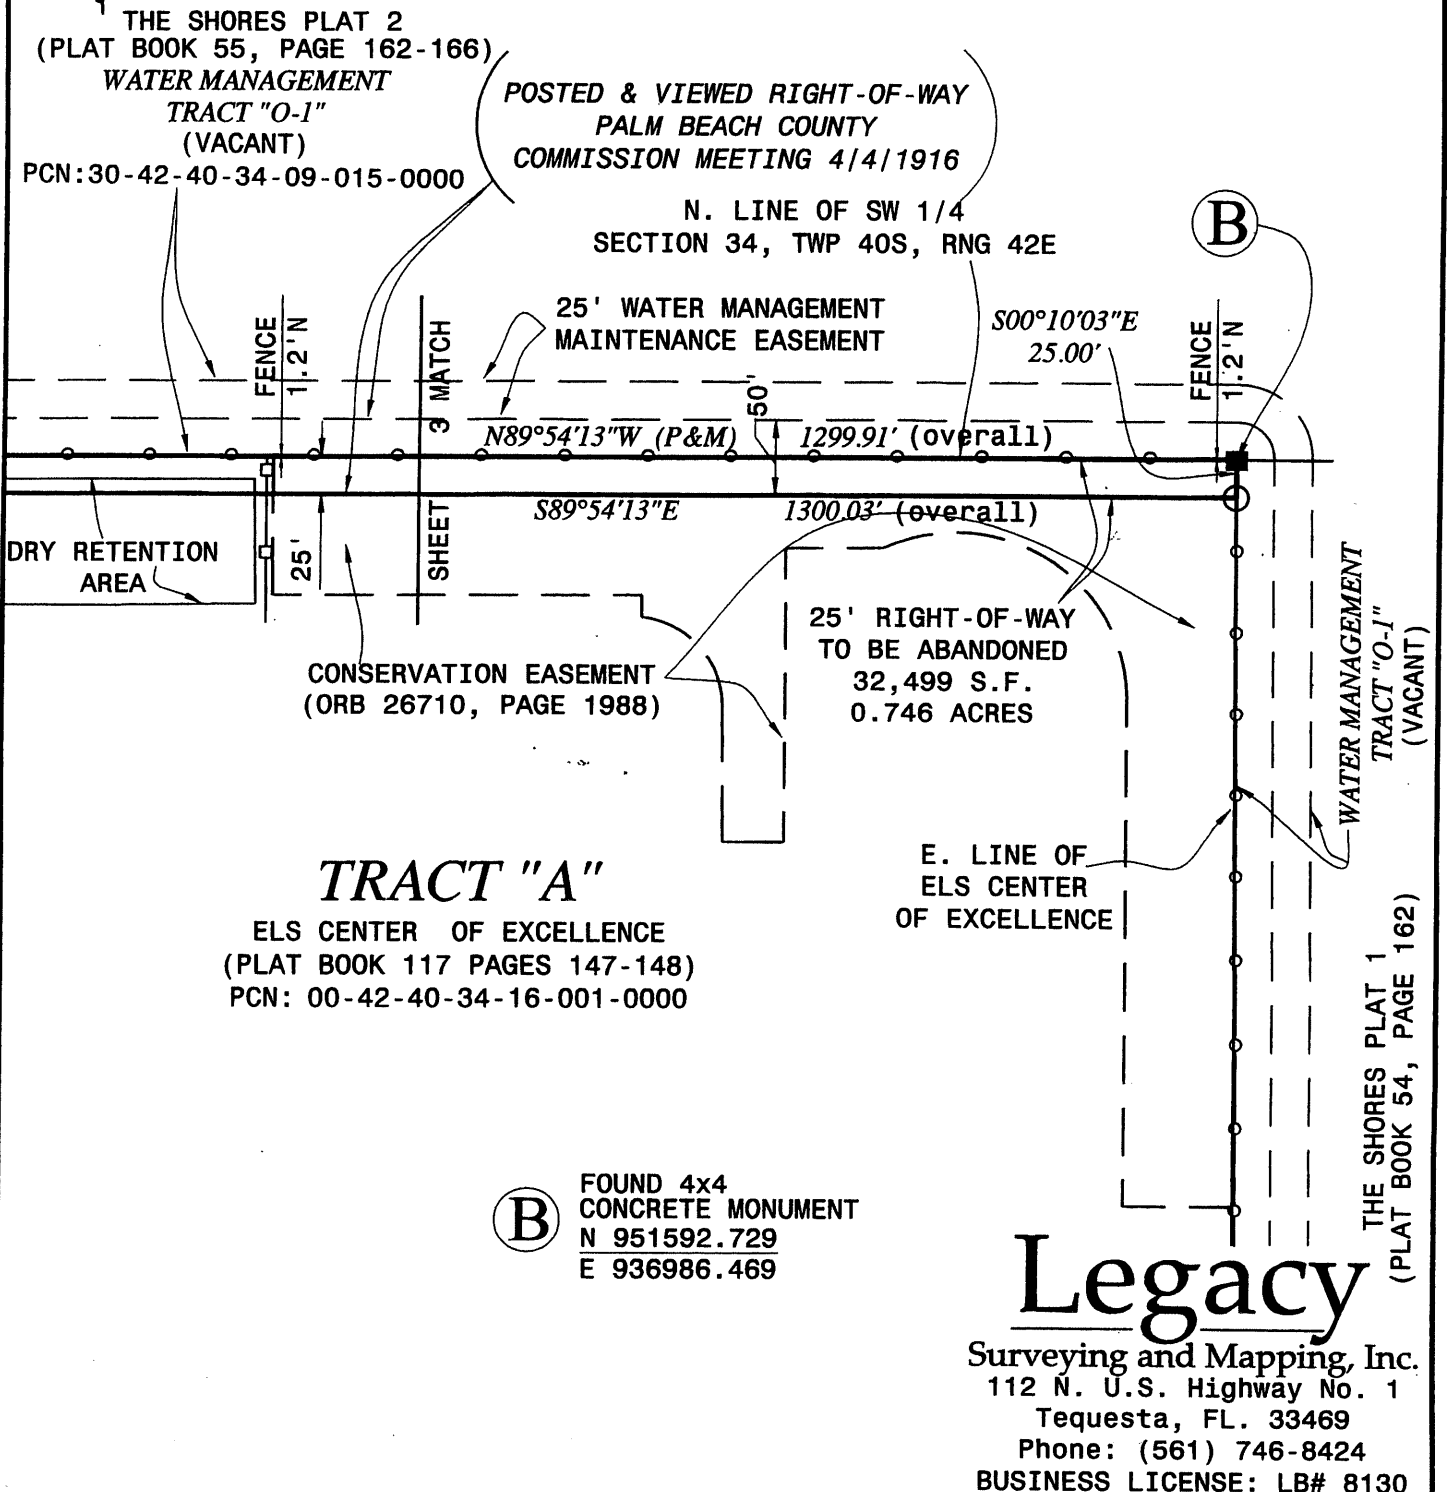 THE SHORES PLAT 2
(PLAT BOOK 55, PAGE 162-166)
WATER MANAGEMENT
TRACT "O-1"
(VACANT)
PCN:30-42-40-34-09-015-0000
POSTED & VIEWED RIGHT-OF-WAY
PALM BEACH COUNTY
COMMISSION MEETING 4/4/1916
N. LINE OF SW 1/4
SECTION 34, TWP 40S, RNG 42E
B
25' WATER MANAGEMENT
MAINTENANCE EASEMENT
S00°10'03"E
25.00'
FENCE
1.2'N
SHEET 3 MATCH
50'
FENCE
1.2'N
N89°54'13"W (P&M)
1299.91' (overall)
S89°54'13"E
1300.03' (overall)
DRY RETENTION
AREA
25'
25' RIGHT-OF-WAY
TO BE ABANDONED
32,499 S.F.
0.746 ACRES
CONSERVATION EASEMENT
(ORB 26710, PAGE 1988)
WATER MANAGEMENT
TRACT "O-1"
(VACANT)
TRACT "A"
ELS CENTER OF EXCELLENCE
(PLAT BOOK 117 PAGES 147-148)
PCN: 00-42-40-34-16-001-0000
E. LINE OF
ELS CENTER
OF EXCELLENCE
THE SHORES PLAT 1
(PLAT BOOK 54, PAGE 162)
B
FOUND 4x4
CONCRETE MONUMENT
N 951592.729
E 936986.469
Legacy
Surveying and Mapping, Inc.
112 N. U.S. Highway No. 1
Tequesta, FL. 33469
Phone: (561) 746-8424
BUSINESS LICENSE: LB# 8130